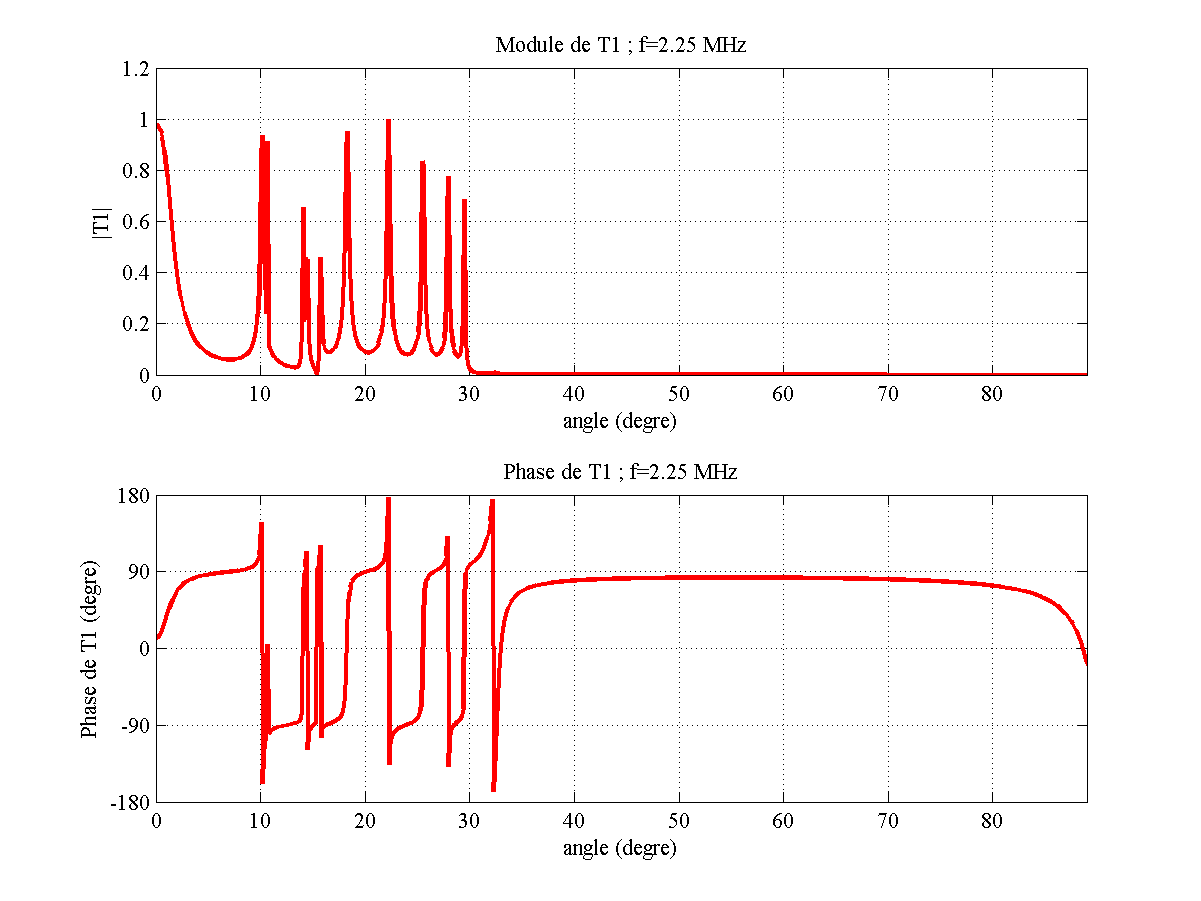 Module de T1 ; f=2.25 MHz
1.2
1
0.8
0.6
0.4
0.2
0
|T1|
0 10 20 30 40 50 60 70 80
angle (degre)
Phase de T1 ; f=2.25 MHz
180
90
0
-90
-180
Phase de T1 (degre)
0 10 20 30 40 50 60 70 80
angle (degre)